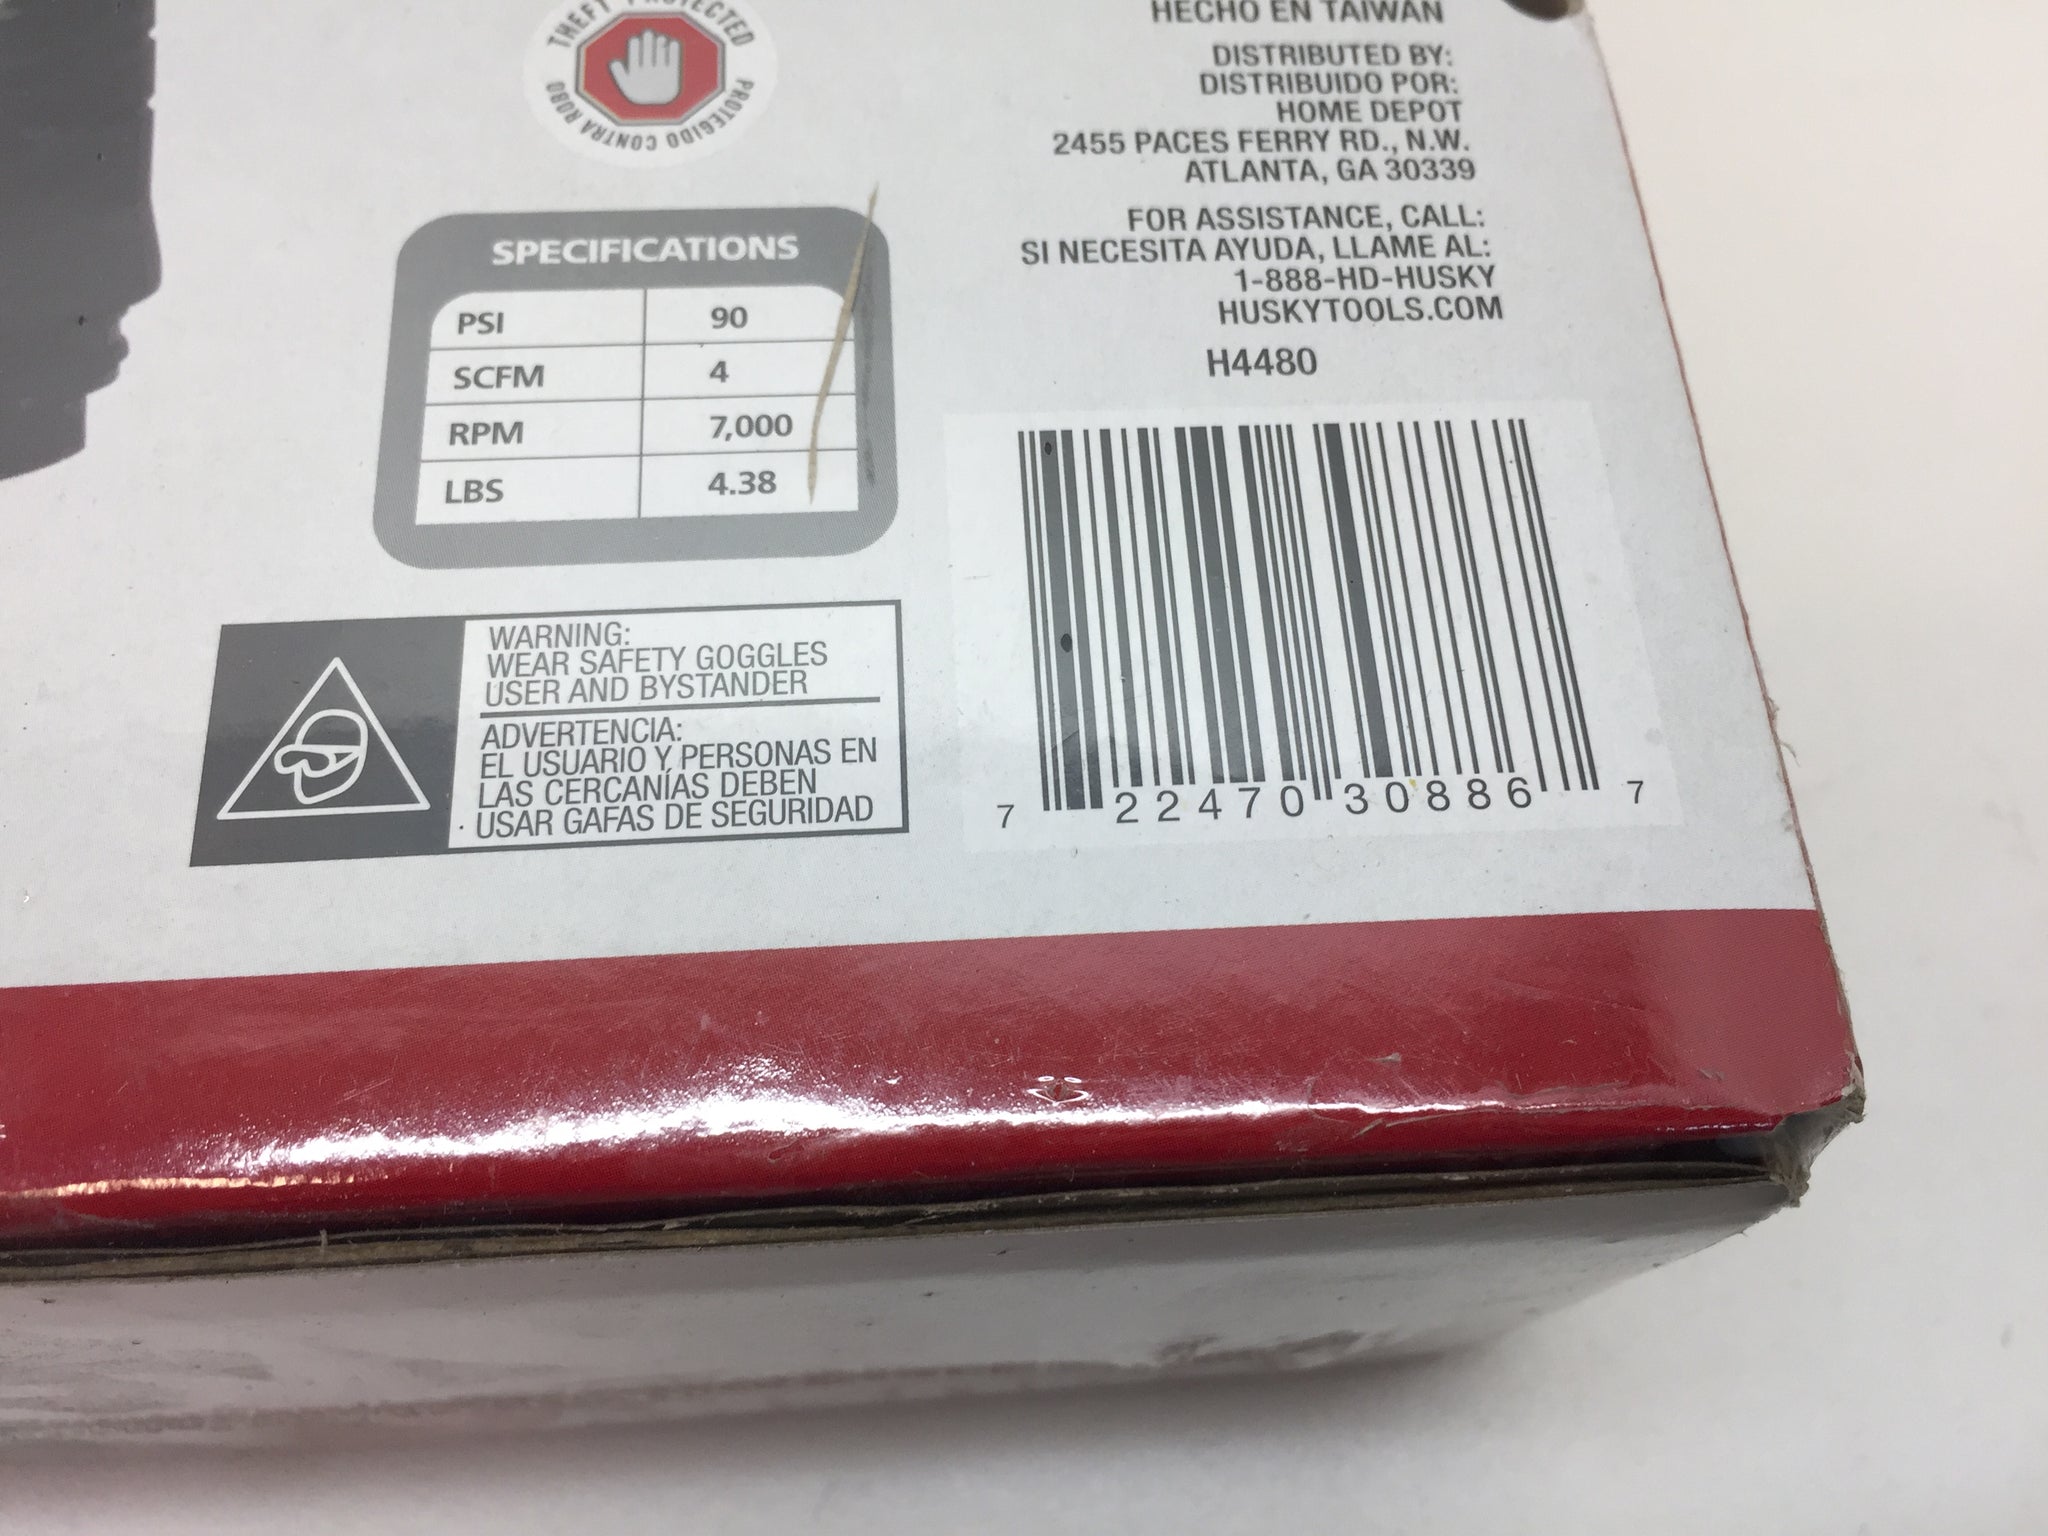 THEFT PROTECTED
PROTEGIDO CONTRA ROBO
HECHO EN TAIWAN
DISTRIBUTED BY:
DISTRIBUIDO POR:
HOME DEPOT
2455 PACES FERRY RD., N.W.
ATLANTA, GA 30339
FOR ASSISTANCE, CALL:
SI NECESITA AYUDA, LLAME AL:
1-888-HD-HUSKY
HUSKYTOOLS.COM
H4480
SPECIFICATIONS
PSI 90
SCFM 4
RPM 7,000
LBS 4.38
WARNING:
WEAR SAFETY GOGGLES
USER AND BYSTANDER
ADVERTENCIA:
EL USUARIO Y PERSONAS EN
LAS CERCANÍAS DEBEN
USAR GAFAS DE SEGURIDAD
7 22470 30886 7